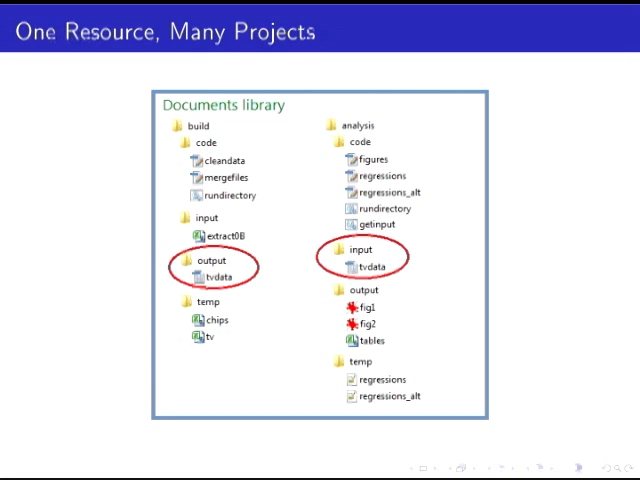 One Resource, Many Projects
Documents library
build
code
cleandata
mergefiles
rundirectory
input
extract0B
output
tvdata
temp
chips
tv
analysis
code
figures
regressions
regressions_alt
rundirectory
getinput
input
tvdata
output
fig1
fig2
tables
temp
regressions
regressions_alt